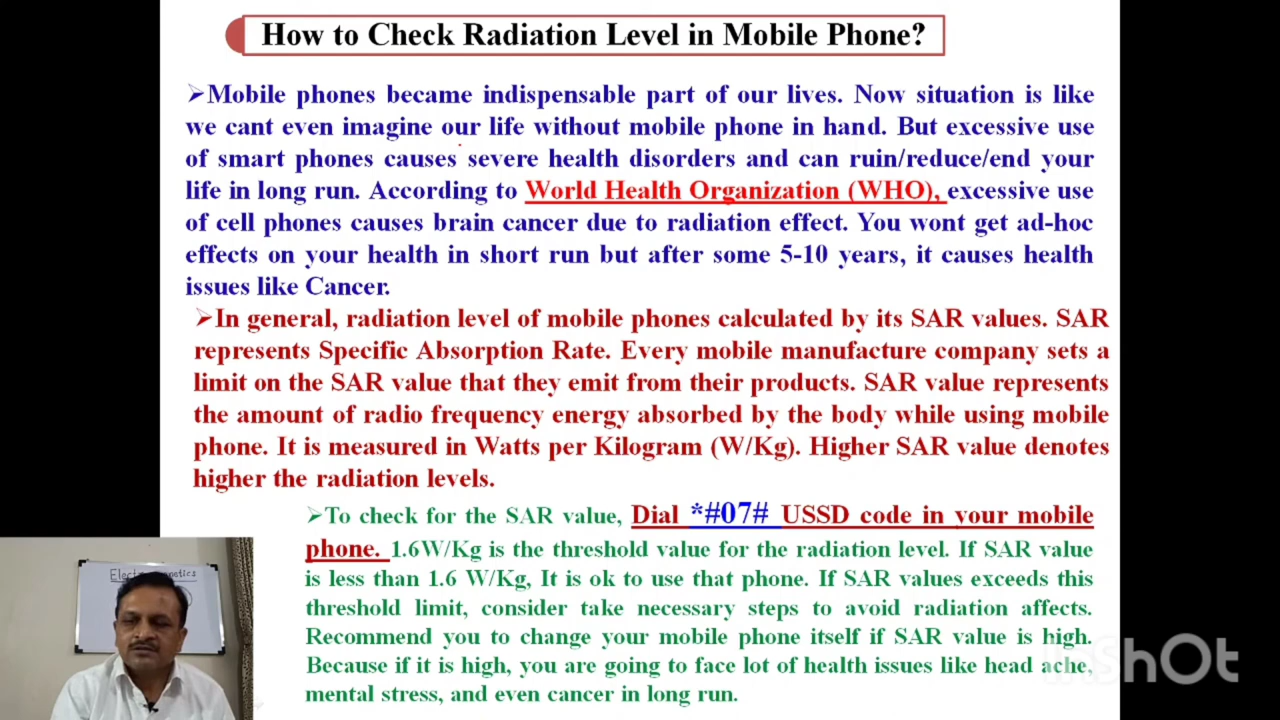 How to Check Radiation Level in Mobile Phone?
➢Mobile phones became indispensable part of our lives. Now situation is like
we cant even imagine our life without mobile phone in hand. But excessive use
of smart phones causes severe health disorders and can ruin/reduce/end your
life in long run. According to World Health Organization (WHO), excessive use
of cell phones causes brain cancer due to radiation effect. You wont get ad-hoc
effects on your health in short run but after some 5-10 years, it causes health
issues like Cancer.
➢In general, radiation level of mobile phones calculated by its SAR values. SAR
represents Specific Absorption Rate. Every mobile manufacture company sets a
limit on the SAR value that they emit from their products. SAR value represents
the amount of radio frequency energy absorbed by the body while using mobile
phone. It is measured in Watts per Kilogram (W/Kg). Higher SAR value denotes
higher the radiation levels.
➢To check for the SAR value, Dial *#07# USSD code in your mobile
phone. 1.6W/Kg is the threshold value for the radiation level. If SAR value
is less than 1.6 W/Kg, It is ok to use that phone. If SAR values exceeds this
threshold limit, consider take necessary steps to avoid radiation affects.
Recommend you to change your mobile phone itself if SAR value is high.
Because if it is high, you are going to face lot of health issues like head ache,
mental stress, and even cancer in long run.
InShOt